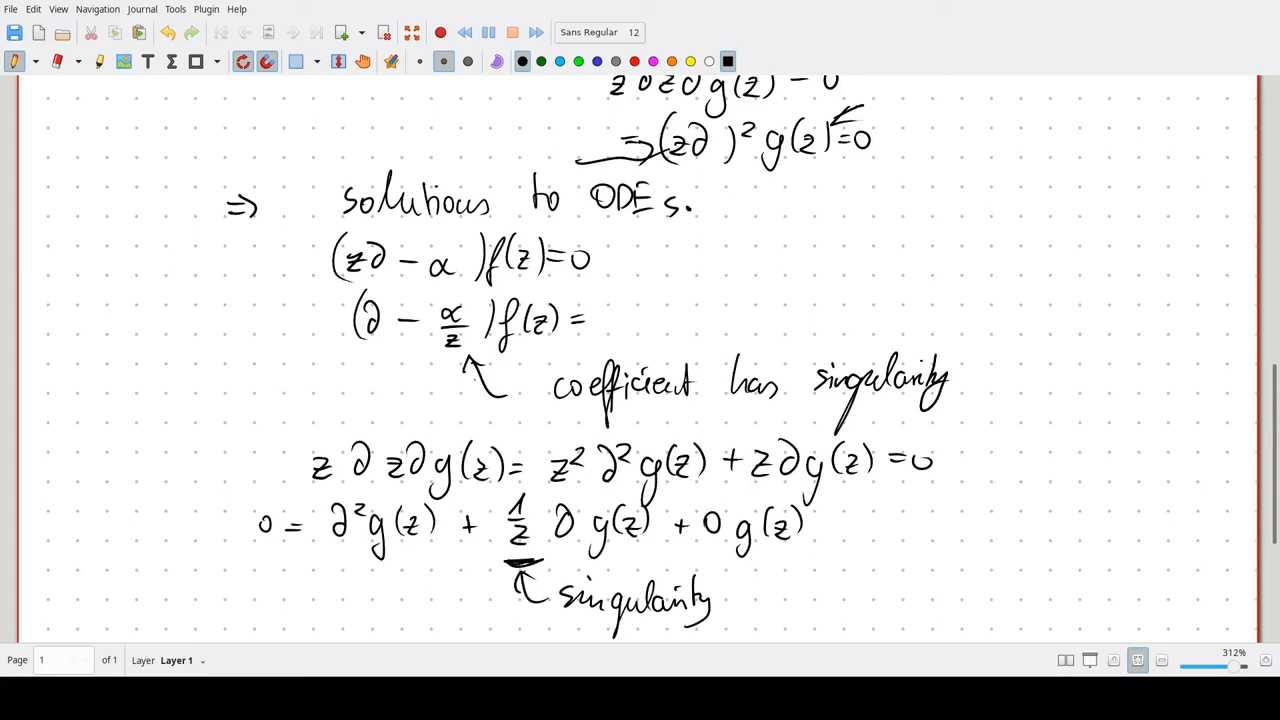 File Edit View Navigation Journal Tools Plugin Help
Sans Regular 12
z ∂ z ∂ g(z) = 0
⇒ (z∂ )² g(z) = 0
⇒ solutions to ODEs.
(z∂ − α )f(z)=0
(∂ − α/z )f(z) =
coefficient has singularity
z ∂ z∂ g(z) = z² ∂² g(z) + z ∂ g(z) = 0
0 = ∂² g(z) + 1/z ∂ g(z) + 0 g(z)
singularity
Page 1 of 1 Layer Layer 1 312%